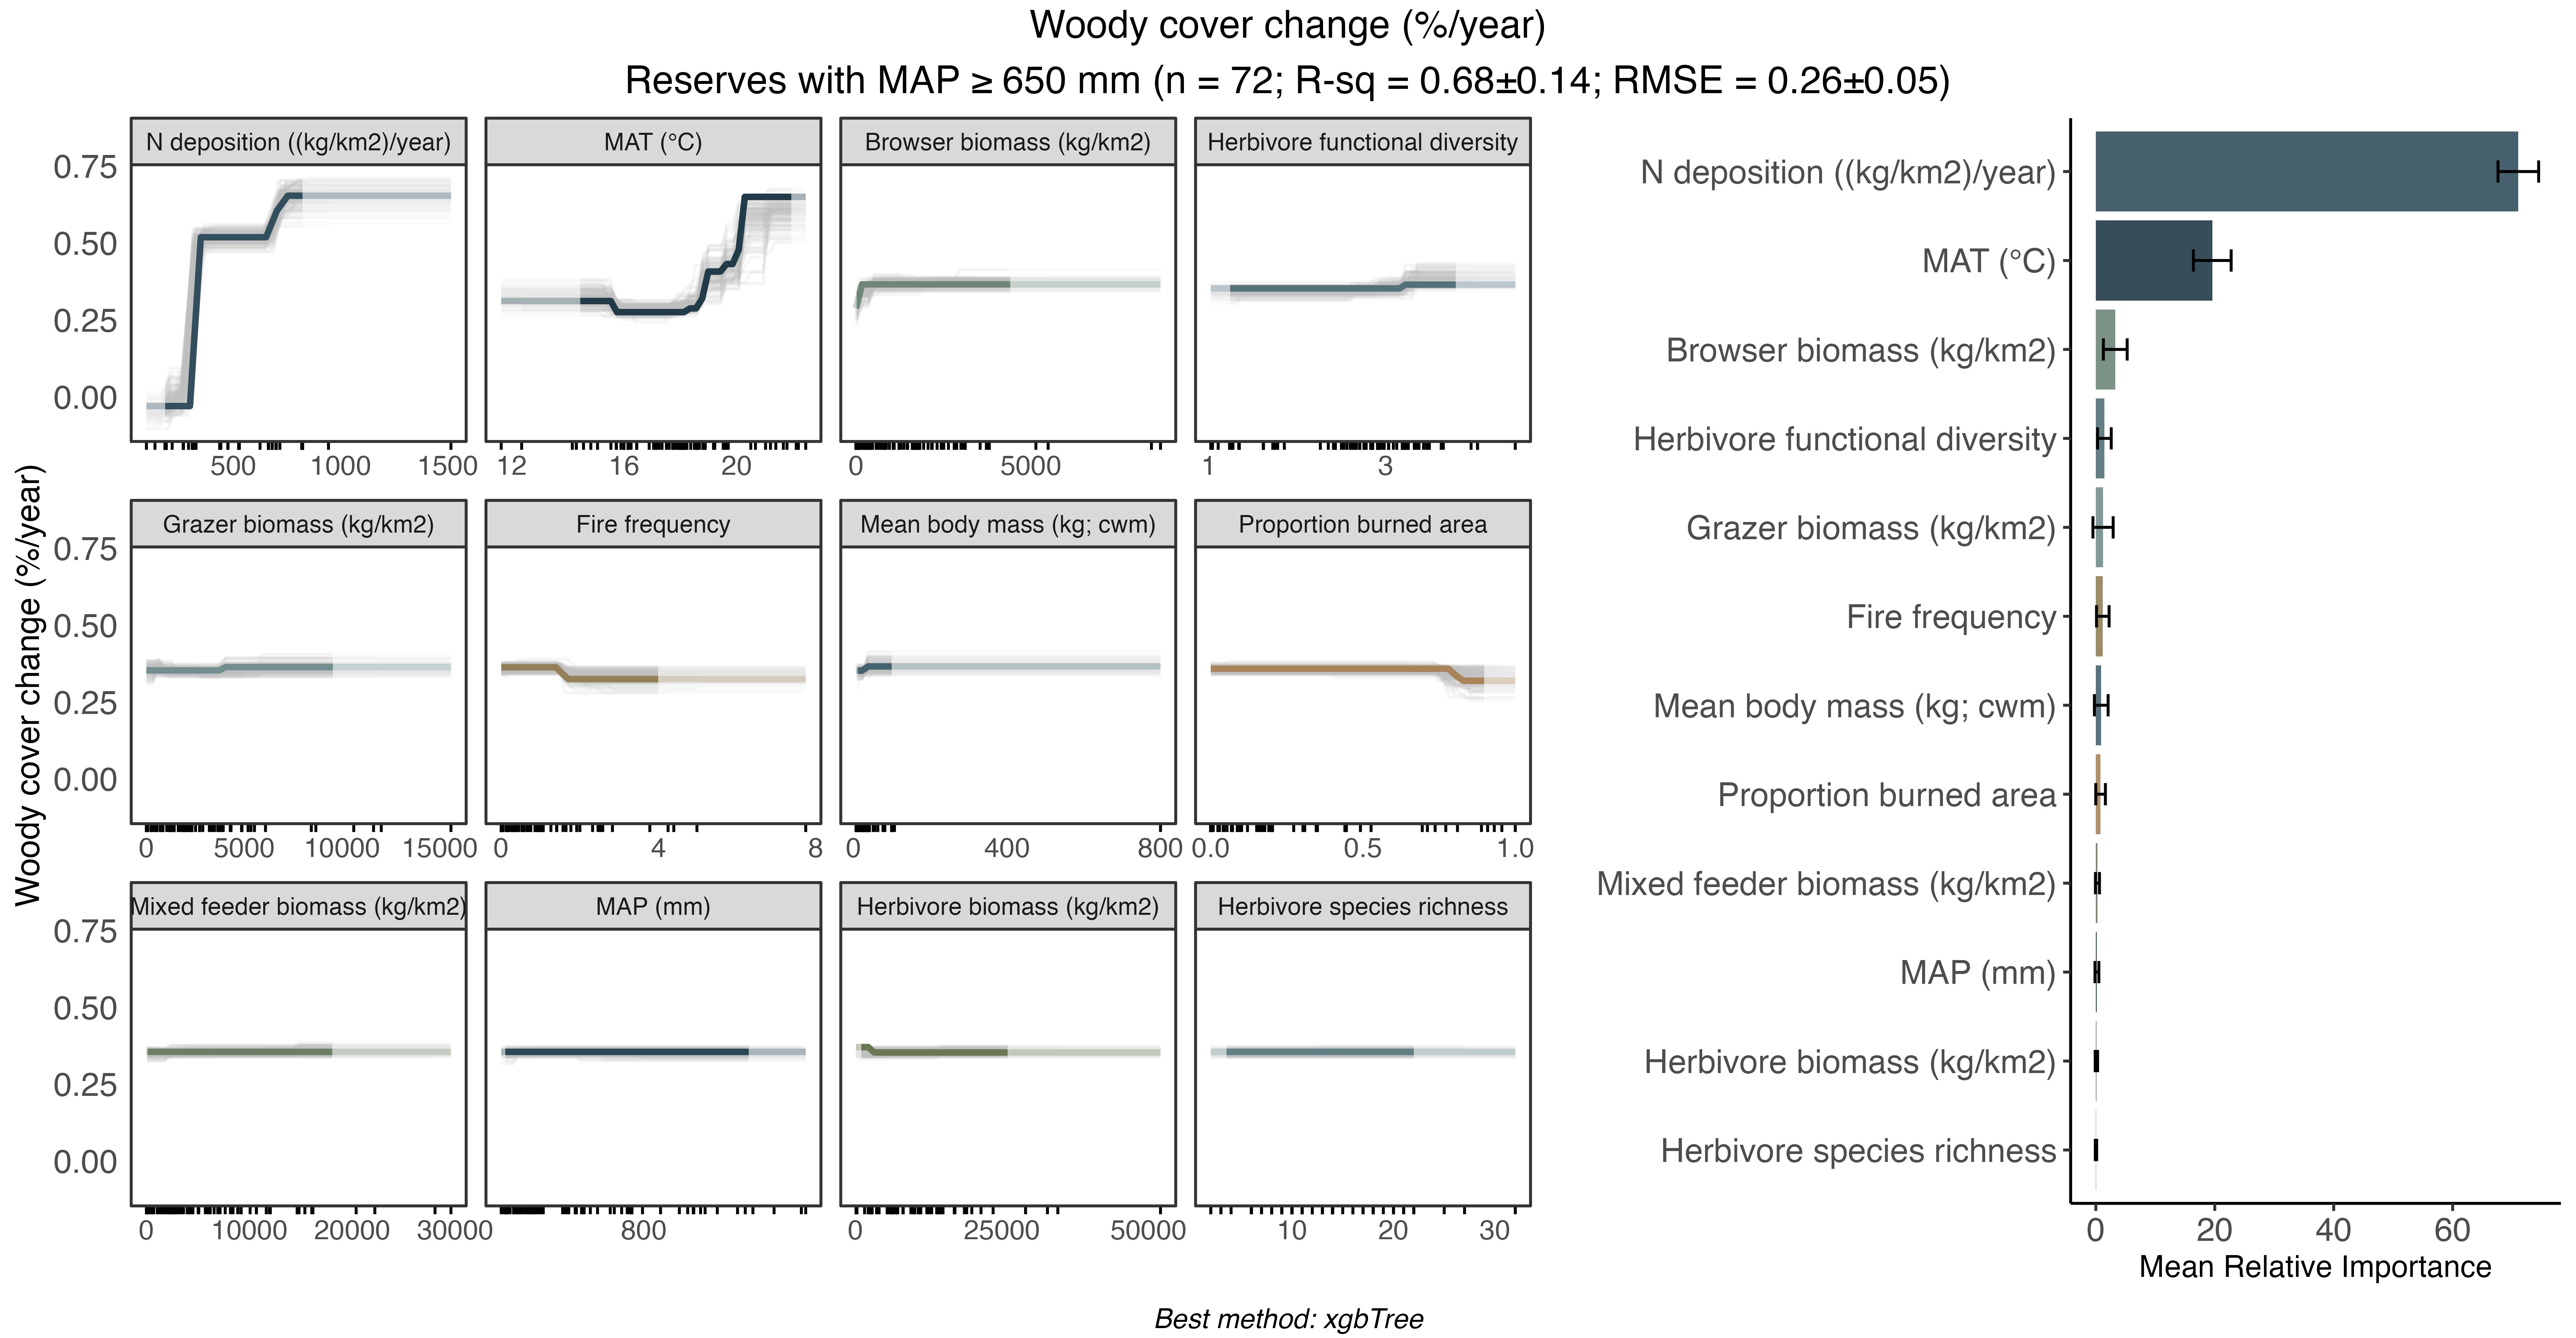 Woody cover change (%/year)
Reserves with MAP ≥ 650 mm (n = 72; R-sq = 0.68±0.14; RMSE = 0.26±0.05)
Woody cover change (%/year)
N deposition ((kg/km2)/year)
MAT (°C)
Browser biomass (kg/km2)
Herbivore functional diversity
0.75
0.50
0.25
0.00
500 1000 1500
12 16 20
0 5000
1 3
Grazer biomass (kg/km2)
Fire frequency
Mean body mass (kg; cwm)
Proportion burned area
0.75
0.50
0.25
0.00
0 5000 10000 15000
0 4 8
0 400 800
0.0 0.5 1.0
Mixed feeder biomass (kg/km2)
MAP (mm)
Herbivore biomass (kg/km2)
Herbivore species richness
0.75
0.50
0.25
0.00
0 10000 20000 30000
800
0 25000 50000
10 20 30
N deposition ((kg/km2)/year)
MAT (°C)
Browser biomass (kg/km2)
Herbivore functional diversity
Grazer biomass (kg/km2)
Fire frequency
Mean body mass (kg; cwm)
Proportion burned area
Mixed feeder biomass (kg/km2)
MAP (mm)
Herbivore biomass (kg/km2)
Herbivore species richness
0 20 40 60
Mean Relative Importance
Best method: xgbTree